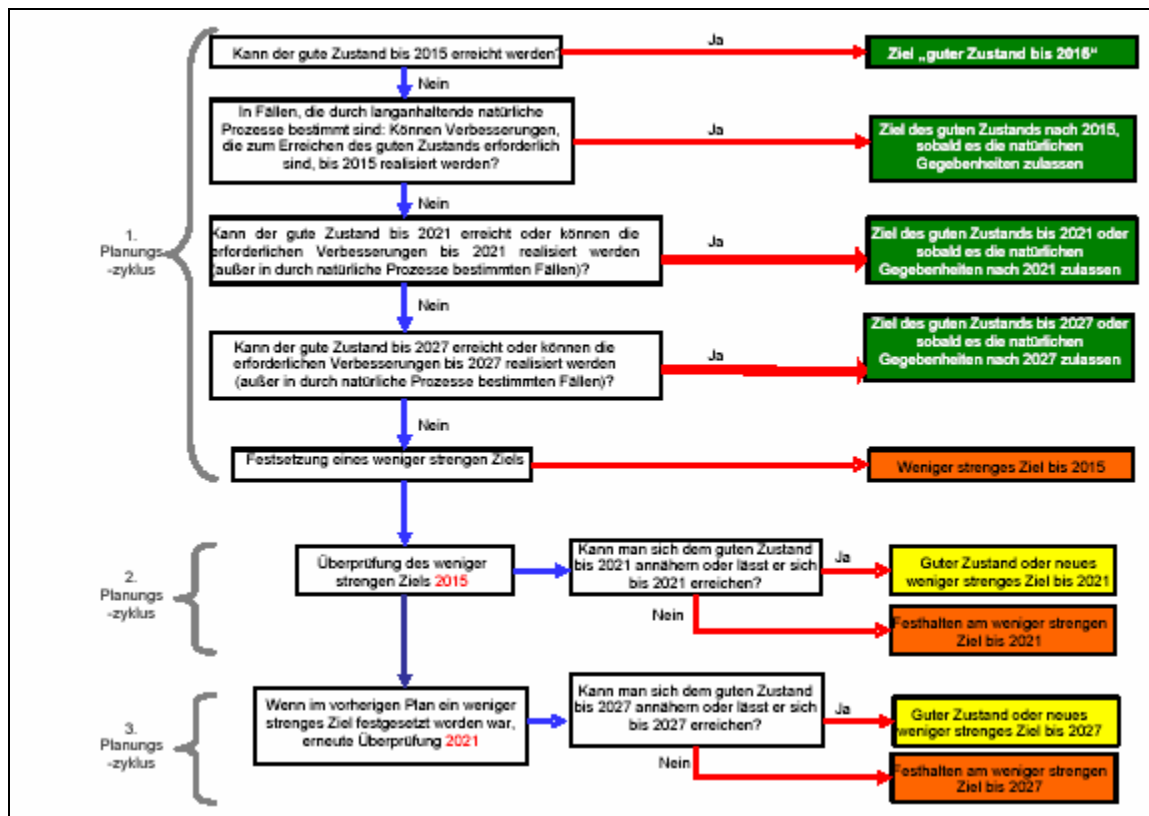 Kann der gute Zustand bis 2015 erreicht werden?
Ja
Ziel „guter Zustand bis 2015“
Nein
In Fällen, die durch langanhaltende natürliche
Prozesse bestimmt sind: Können Verbesserungen,
die zum Erreichen des guten Zustands erforderlich
sind, bis 2015 realisiert werden?
Ja
Ziel des guten Zustands nach 2015,
sobald es die natürlichen
Gegebenheiten zulassen
Nein
1.
Planungs
-zyklus
Kann der gute Zustand bis 2021 erreicht oder können die
erforderlichen Verbesserungen bis 2021 realisiert werden
(außer in durch natürliche Prozesse bestimmten Fällen)?
Ja
Ziel des guten Zustands bis 2021 oder
sobald es die natürlichen
Gegebenheiten nach 2021 zulassen
Nein
Kann der gute Zustand bis 2027 erreicht oder können die
erforderlichen Verbesserungen bis 2027 realisiert werden
(außer in durch natürliche Prozesse bestimmten Fällen)?
Ja
Ziel des guten Zustands bis 2027 oder
sobald es die natürlichen
Gegebenheiten nach 2027 zulassen
Nein
Festsetzung eines weniger strengen Ziels
Weniger strenges Ziel bis 2015
2.
Planungs
-zyklus
Überprüfung des weniger
strengen Ziels 2015
Kann man sich dem guten Zustand
bis 2021 annähern oder lässt er sich
bis 2021 erreichen?
Ja
Guter Zustand oder neues
weniger strenges Ziel bis 2021
Nein
Festhalten am weniger strengen
Ziel bis 2021
3.
Planungs
-zyklus
Wenn im vorherigen Plan ein weniger
strenges Ziel festgesetzt worden war,
erneute Überprüfung 2021
Kann man sich dem guten Zustand
bis 2027 annähern oder lässt er sich
bis 2027 erreichen?
Ja
Guter Zustand oder neues
weniger strenges Ziel bis 2027
Nein
Festhalten am weniger strengen
Ziel bis 2027